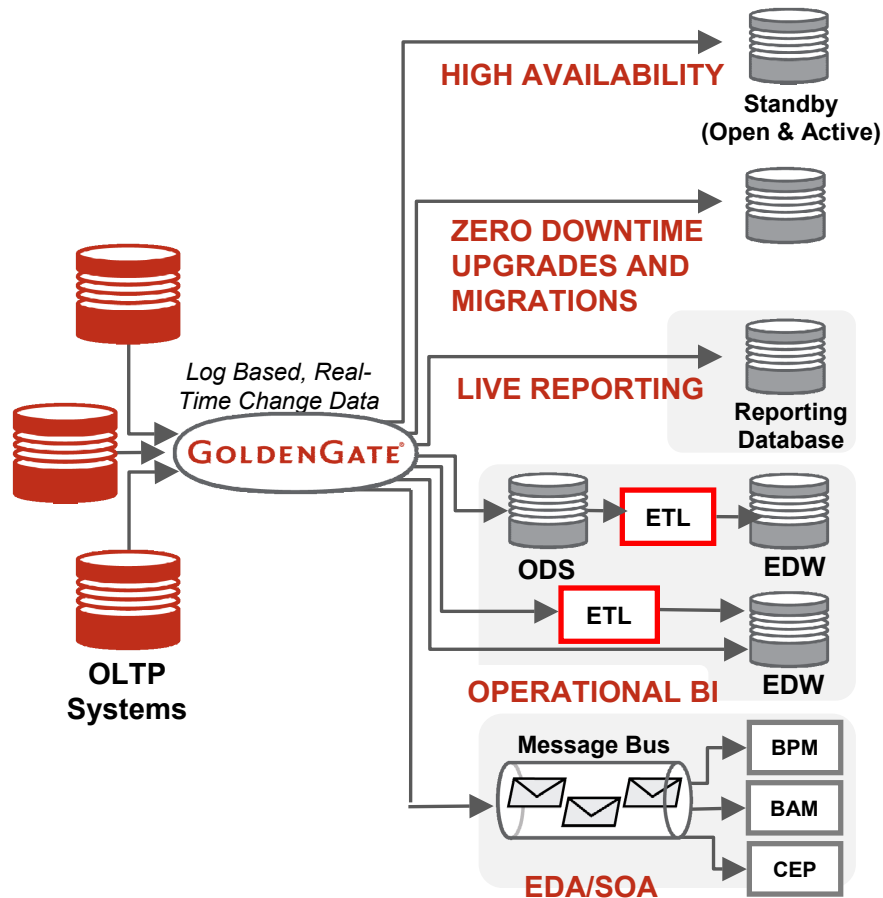 HIGH AVAILABILITY
Standby
(Open & Active)
ZERO DOWNTIME
UPGRADES AND
MIGRATIONS
Log Based, Real-
Time Change Data
LIVE REPORTING
Reporting
Database
GOLDENGATE®
ETL
ODS
EDW
ETL
OLTP
Systems
EDW
OPERATIONAL BI
Message Bus
BPM
BAM
CEP
EDA/SOA